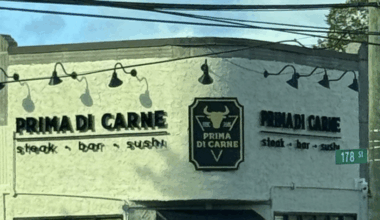 PRIMA DI CARNE
steak - bar - sushi
PRIMA
DI CARNE
PRIMA DI CARNE
steak - bar - sushi
178 ST